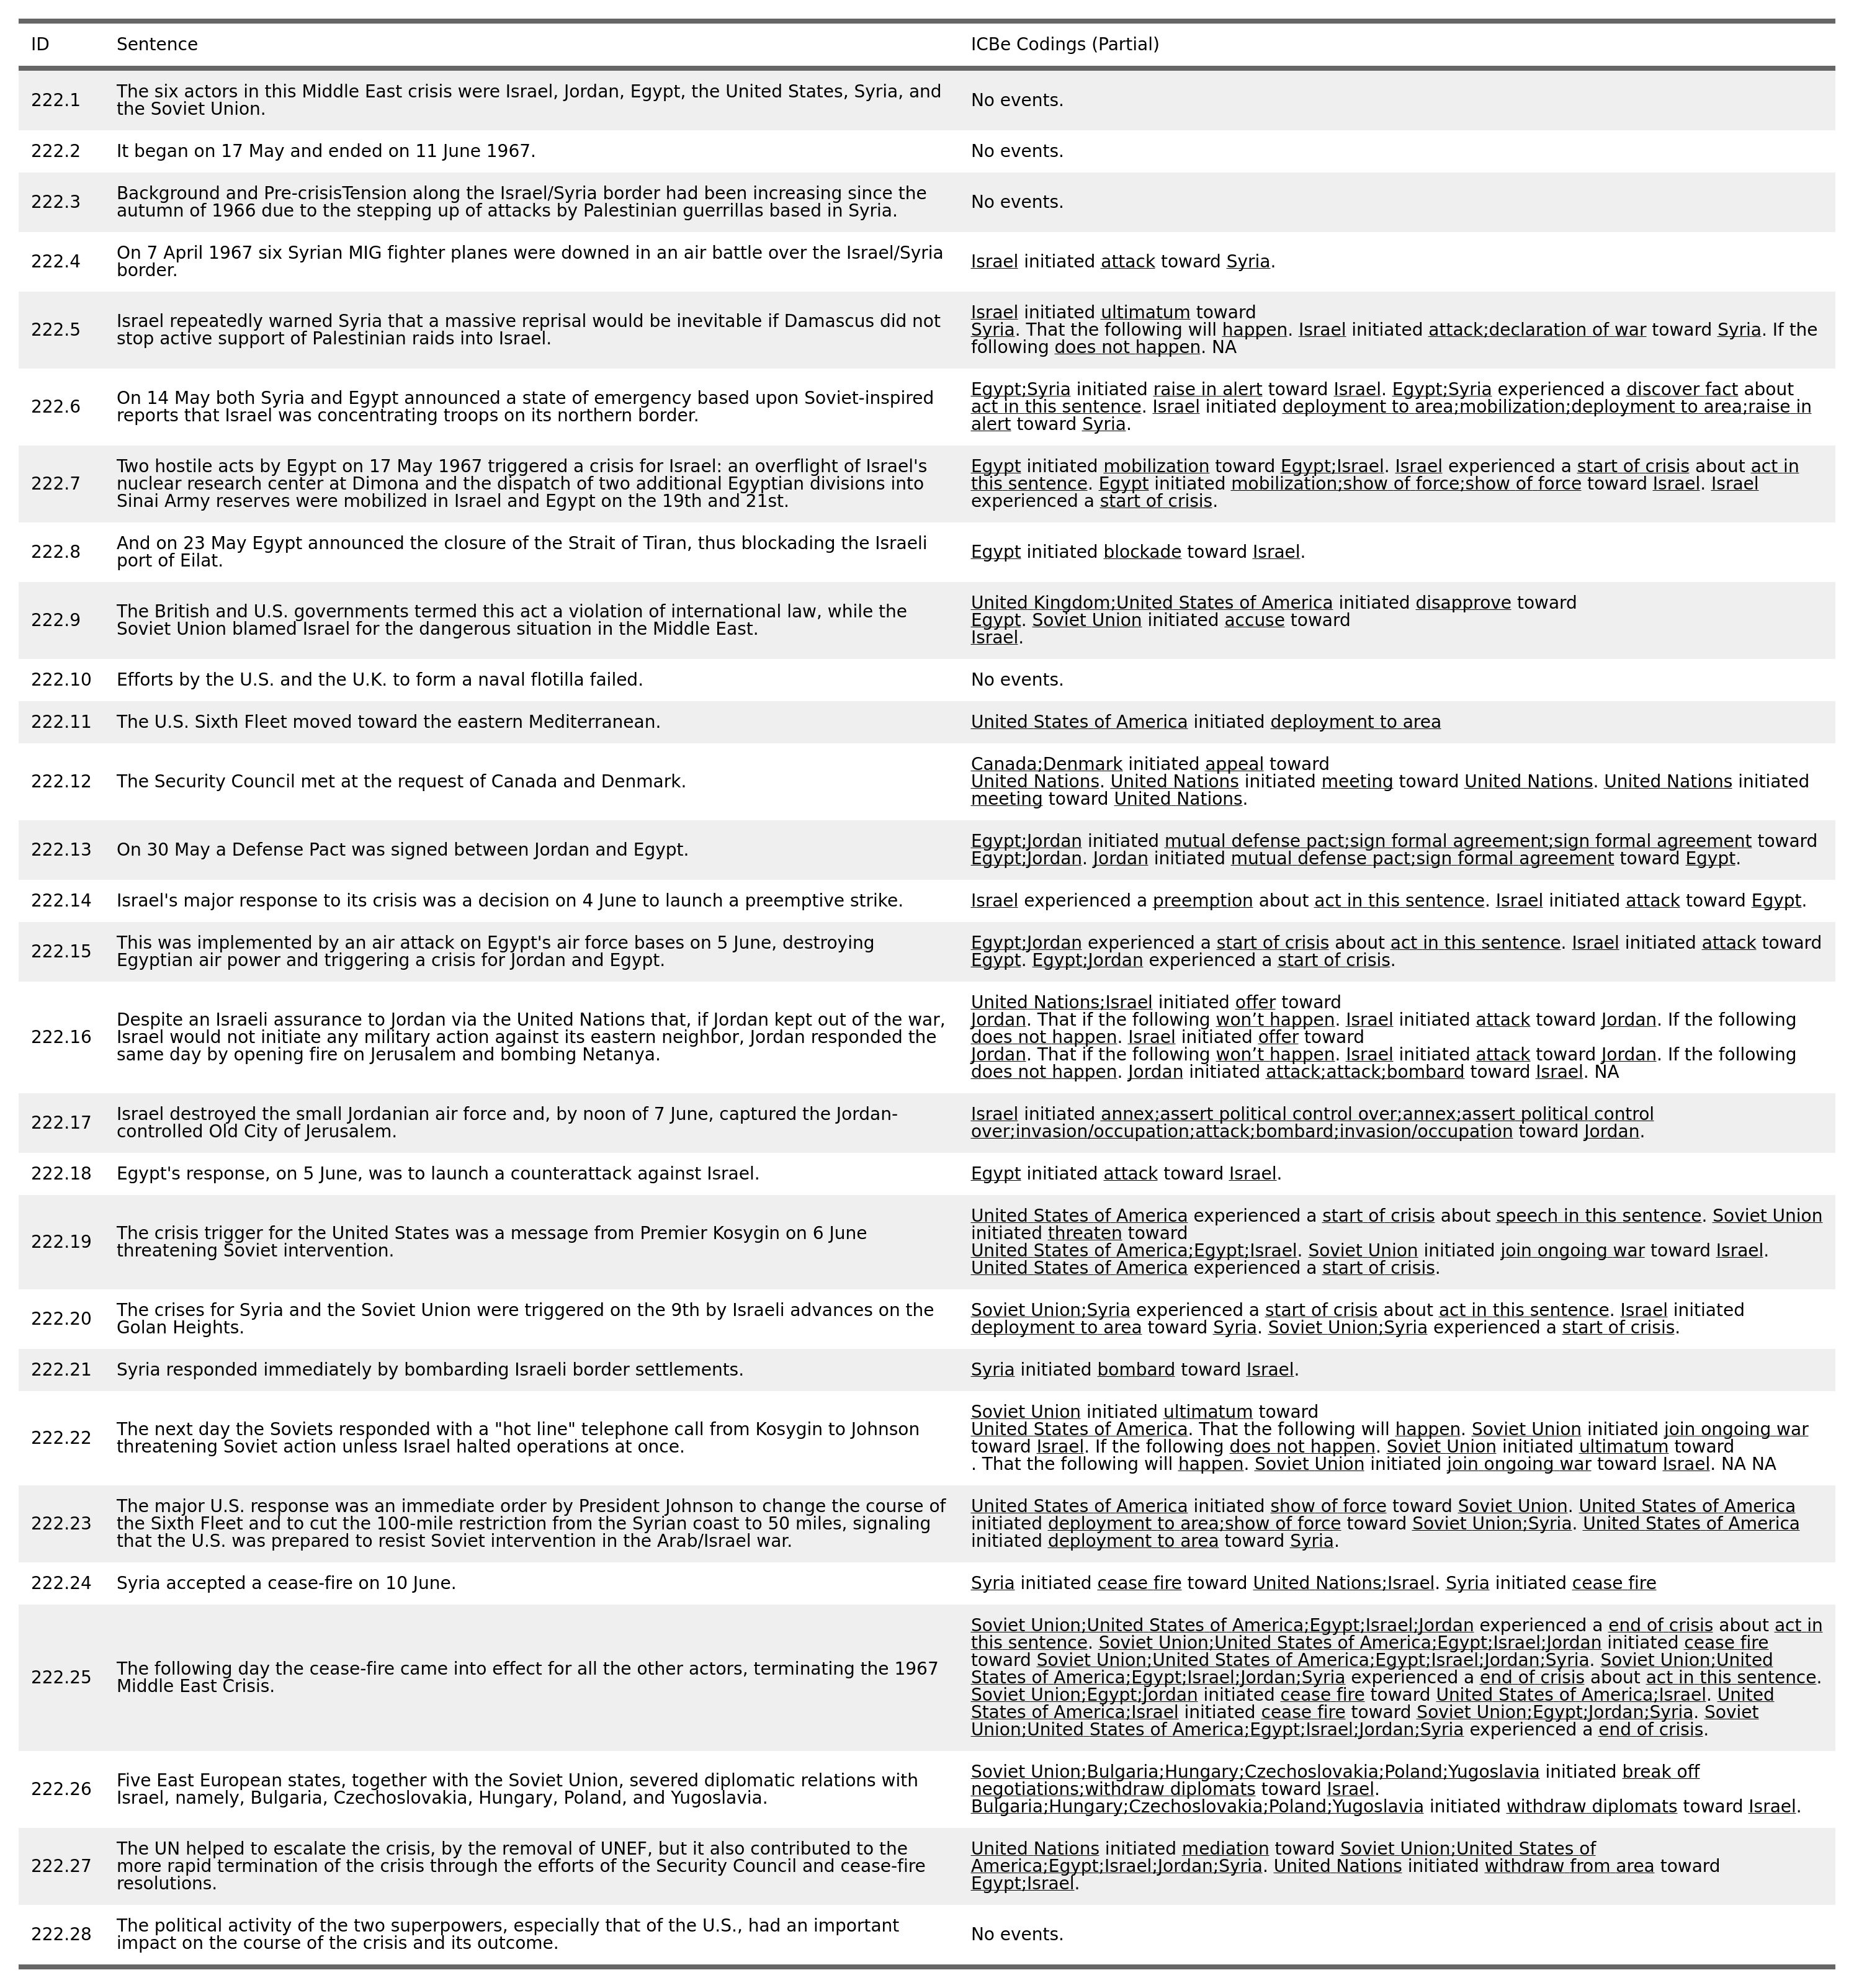 ID Sentence ICBe Codings (Partial)
222.1 The six actors in this Middle East crisis were Israel, Jordan, Egypt, the United States, Syria, and
the Soviet Union.
No events.
222.2 It began on 17 May and ended on 11 June 1967. No events.
222.3 Background and Pre-crisisTension along the Israel/Syria border had been increasing since the
autumn of 1966 due to the stepping up of attacks by Palestinian guerrillas based in Syria.
No events.
222.4 On 7 April 1967 six Syrian MIG fighter planes were downed in an air battle over the Israel/Syria
border.
Israel initiated attack toward Syria.
222.5 Israel repeatedly warned Syria that a massive reprisal would be inevitable if Damascus did not
stop active support of Palestinian raids into Israel.
Israel initiated ultimatum toward
Syria. That the following will happen. Israel initiated attack;declaration of war toward Syria. If the
following does not happen. NA
222.6 On 14 May both Syria and Egypt announced a state of emergency based upon Soviet-inspired
reports that Israel was concentrating troops on its northern border.
Egypt;Syria initiated raise in alert toward Israel. Egypt;Syria experienced a discover fact about
act in this sentence. Israel initiated deployment to area;mobilization;deployment to area;raise in
alert toward Syria.
222.7 Two hostile acts by Egypt on 17 May 1967 triggered a crisis for Israel: an overflight of Israel's
nuclear research center at Dimona and the dispatch of two additional Egyptian divisions into
Sinai Army reserves were mobilized in Israel and Egypt on the 19th and 21st.
Egypt initiated mobilization toward Egypt;Israel. Israel experienced a start of crisis about act in
this sentence. Egypt initiated mobilization;show of force;show of force toward Israel. Israel
experienced a start of crisis.
222.8 And on 23 May Egypt announced the closure of the Strait of Tiran, thus blockading the Israeli
port of Eilat.
Egypt initiated blockade toward Israel.
222.9 The British and U.S. governments termed this act a violation of international law, while the
Soviet Union blamed Israel for the dangerous situation in the Middle East.
United Kingdom;United States of America initiated disapprove toward
Egypt. Soviet Union initiated accuse toward
Israel.
222.10 Efforts by the U.S. and the U.K. to form a naval flotilla failed. No events.
222.11 The U.S. Sixth Fleet moved toward the eastern Mediterranean. United States of America initiated deployment to area
222.12 The Security Council met at the request of Canada and Denmark.
Canada;Denmark initiated appeal toward
United Nations. United Nations initiated meeting toward United Nations. United Nations initiated
meeting toward United Nations.
222.13 On 30 May a Defense Pact was signed between Jordan and Egypt.
Egypt;Jordan initiated mutual defense pact;sign formal agreement;sign formal agreement toward
Egypt;Jordan. Jordan initiated mutual defense pact;sign formal agreement toward Egypt.
222.14 Israel's major response to its crisis was a decision on 4 June to launch a preemptive strike. Israel experienced a preemption about act in this sentence. Israel initiated attack toward Egypt.
222.15 This was implemented by an air attack on Egypt's air force bases on 5 June, destroying
Egyptian air power and triggering a crisis for Jordan and Egypt.
Egypt;Jordan experienced a start of crisis about act in this sentence. Israel initiated attack toward
Egypt. Egypt;Jordan experienced a start of crisis.
222.16 Despite an Israeli assurance to Jordan via the United Nations that, if Jordan kept out of the war,
Israel would not initiate any military action against its eastern neighbor, Jordan responded the
same day by opening fire on Jerusalem and bombing Netanya.
United Nations;Israel initiated offer toward
Jordan. That if the following won’t happen. Israel initiated attack toward Jordan. If the following
does not happen. Israel initiated offer toward
Jordan. That if the following won’t happen. Israel initiated attack toward Jordan. If the following
does not happen. Jordan initiated attack;attack;bombard toward Israel. NA
222.17 Israel destroyed the small Jordanian air force and, by noon of 7 June, captured the Jordan-
controlled Old City of Jerusalem.
Israel initiated annex;assert political control over;annex;assert political control
over;invasion/occupation;attack;bombard;invasion/occupation toward Jordan.
222.18 Egypt's response, on 5 June, was to launch a counterattack against Israel. Egypt initiated attack toward Israel.
222.19 The crisis trigger for the United States was a message from Premier Kosygin on 6 June
threatening Soviet intervention.
United States of America experienced a start of crisis about speech in this sentence. Soviet Union
initiated threaten toward
United States of America;Egypt;Israel. Soviet Union initiated join ongoing war toward Israel.
United States of America experienced a start of crisis.
222.20 The crises for Syria and the Soviet Union were triggered on the 9th by Israeli advances on the
Golan Heights.
Soviet Union;Syria experienced a start of crisis about act in this sentence. Israel initiated
deployment to area toward Syria. Soviet Union;Syria experienced a start of crisis.
222.21 Syria responded immediately by bombarding Israeli border settlements. Syria initiated bombard toward Israel.
222.22 The next day the Soviets responded with a "hot line" telephone call from Kosygin to Johnson
threatening Soviet action unless Israel halted operations at once.
Soviet Union initiated ultimatum toward
United States of America. That the following will happen. Soviet Union initiated join ongoing war
toward Israel. If the following does not happen. Soviet Union initiated ultimatum toward
. That the following will happen. Soviet Union initiated join ongoing war toward Israel. NA NA
222.23 The major U.S. response was an immediate order by President Johnson to change the course of
the Sixth Fleet and to cut the 100-mile restriction from the Syrian coast to 50 miles, signaling
that the U.S. was prepared to resist Soviet intervention in the Arab/Israel war.
United States of America initiated show of force toward Soviet Union. United States of America
initiated deployment to area;show of force toward Soviet Union;Syria. United States of America
initiated deployment to area toward Syria.
222.24 Syria accepted a cease-fire on 10 June. Syria initiated cease fire toward United Nations;Israel. Syria initiated cease fire
222.25 The following day the cease-fire came into effect for all the other actors, terminating the 1967
Middle East Crisis.
Soviet Union;United States of America;Egypt;Israel;Jordan experienced a end of crisis about act in
this sentence. Soviet Union;United States of America;Egypt;Israel;Jordan initiated cease fire
toward Soviet Union;United States of America;Egypt;Israel;Jordan;Syria. Soviet Union;United
States of America;Egypt;Israel;Jordan;Syria experienced a end of crisis about act in this sentence.
Soviet Union;Egypt;Jordan initiated cease fire toward United States of America;Israel. United
States of America;Israel initiated cease fire toward Soviet Union;Egypt;Jordan;Syria. Soviet
Union;United States of America;Egypt;Israel;Jordan;Syria experienced a end of crisis.
222.26 Five East European states, together with the Soviet Union, severed diplomatic relations with
Israel, namely, Bulgaria, Czechoslovakia, Hungary, Poland, and Yugoslavia.
Soviet Union;Bulgaria;Hungary;Czechoslovakia;Poland;Yugoslavia initiated break off
negotiations;withdraw diplomats toward Israel.
Bulgaria;Hungary;Czechoslovakia;Poland;Yugoslavia initiated withdraw diplomats toward Israel.
222.27 The UN helped to escalate the crisis, by the removal of UNEF, but it also contributed to the
more rapid termination of the crisis through the efforts of the Security Council and cease-fire
resolutions.
United Nations initiated mediation toward Soviet Union;United States of
America;Egypt;Israel;Jordan;Syria. United Nations initiated withdraw from area toward
Egypt;Israel.
222.28 The political activity of the two superpowers, especially that of the U.S., had an important
impact on the course of the crisis and its outcome.
No events.